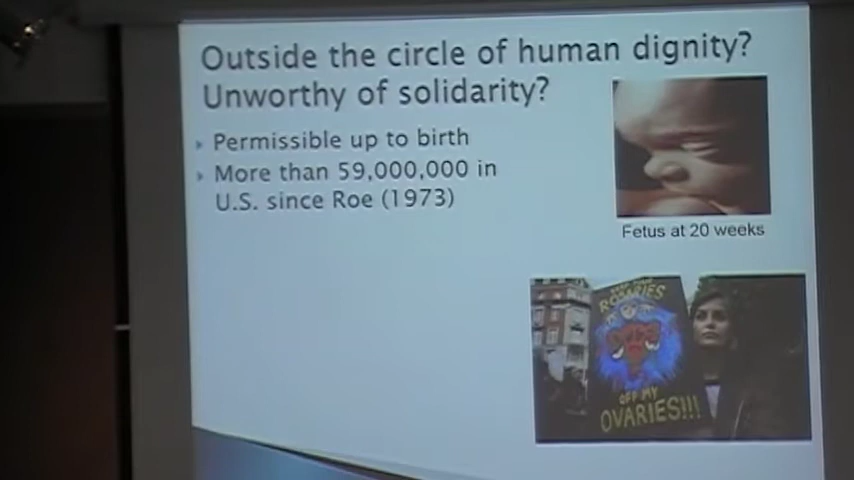 Outside the circle of human dignity?
Unworthy of solidarity?
Permissible up to birth
More than 59,000,000 in
U.S. since Roe (1973)
Fetus at 20 weeks
ROSARIES
OFF MY
OVARIES!!!